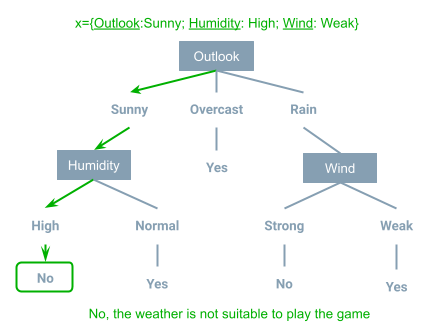 x={Outlook:Sunny; Humidity: High; Wind: Weak}
Outlook
Sunny Overcast Rain
Humidity Yes Wind
High Normal Strong Weak
No Yes No Yes
No, the weather is not suitable to play the game